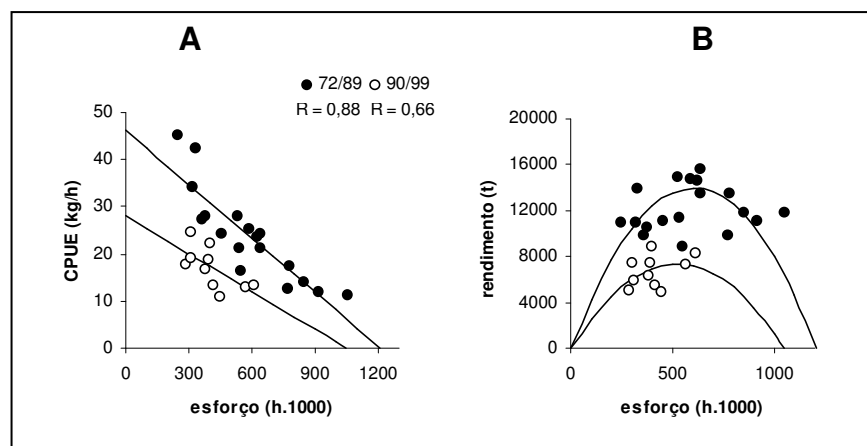 A
B
● 72/89 ○ 90/99
R = 0,88 R = 0,66
50
40
30
20
10
0
CPUE (kg/h)
0 300 600 900 1200
esforço (h.1000)
20000
16000
12000
8000
4000
0
rendimento (t)
0 500 1000
esforço (h.1000)